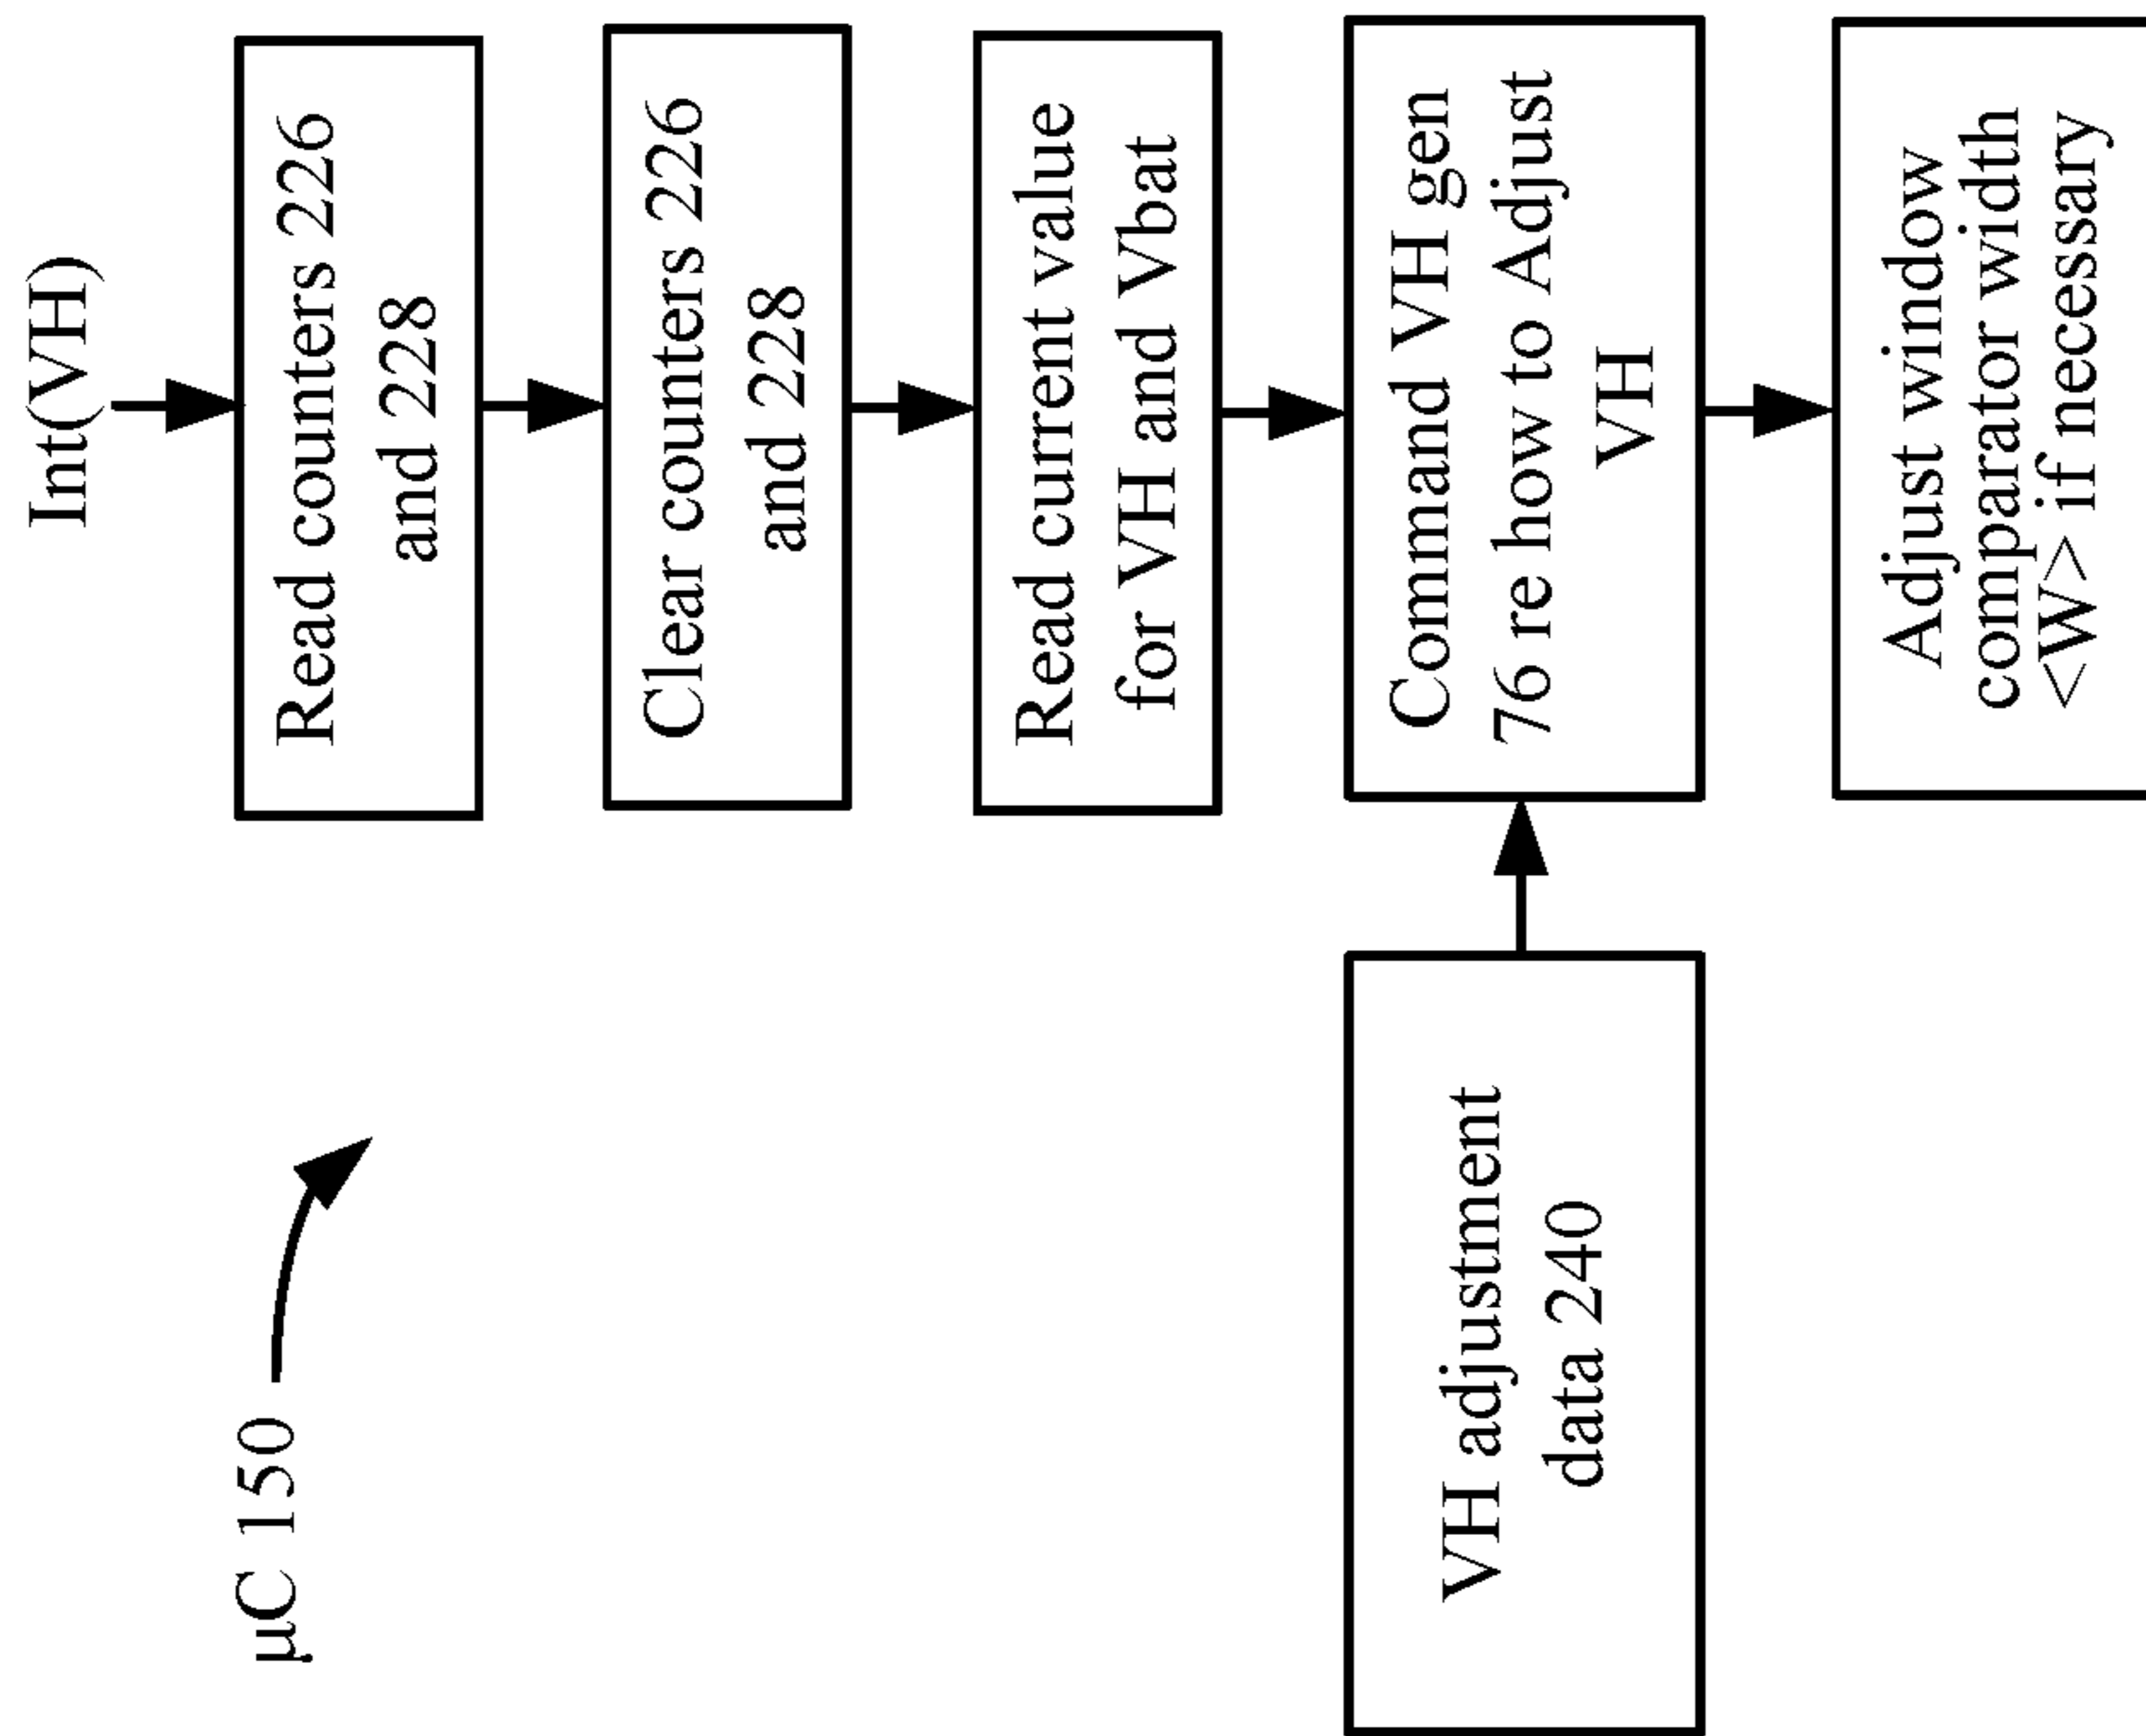 µC 150
Int(VH)
Read counters 226
and 228
Clear counters 226
and 228
Read current value
for VH and Vbat
VH adjustment
data 240
Command VH gen
76 re how to Adjust
VH
Adjust window
comparator width
<W> if necessary